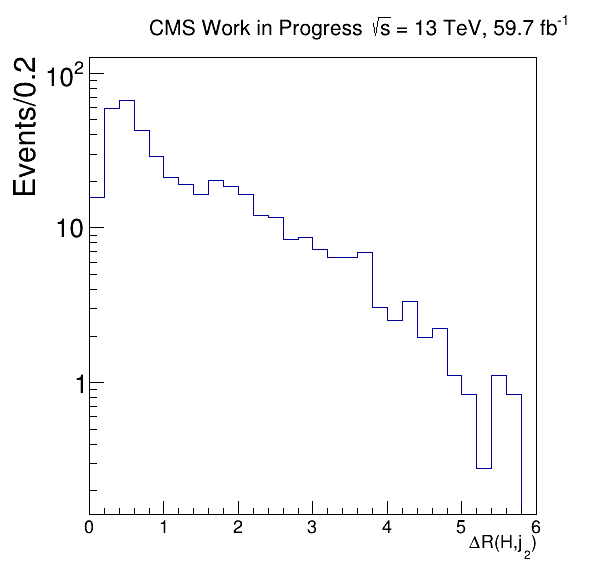 CMS Work in Progress √s = 13 TeV, 59.7 fb⁻¹
Events/0.2
10²
10
1
0 1 2 3 4 5 6
ΔR(H,j₂)